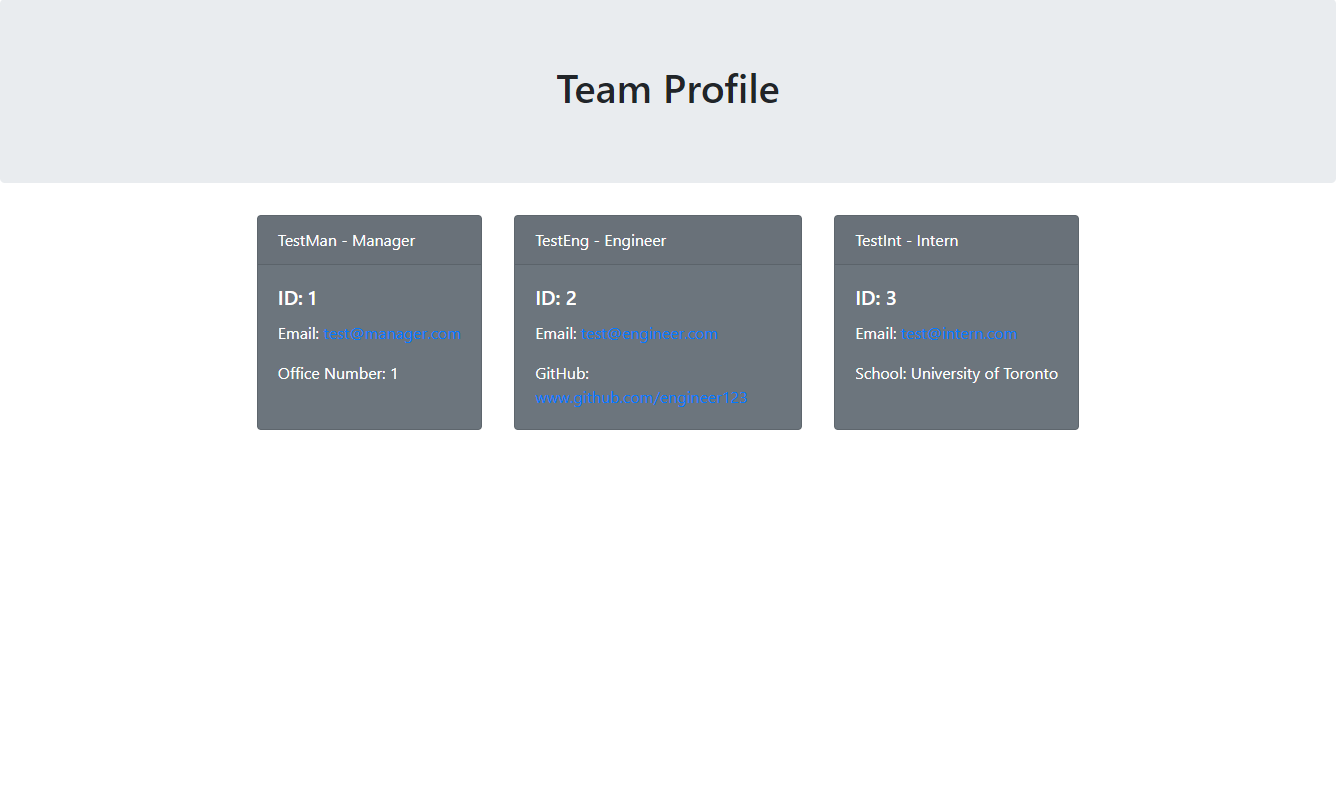 Team Profile
TestMan - Manager
ID: 1
Email: test@manager.com
Office Number: 1
TestEng - Engineer
ID: 2
Email: test@engineer.com
GitHub:
www.github.com/engineer123
TestInt - Intern
ID: 3
Email: test@intern.com
School: University of Toronto